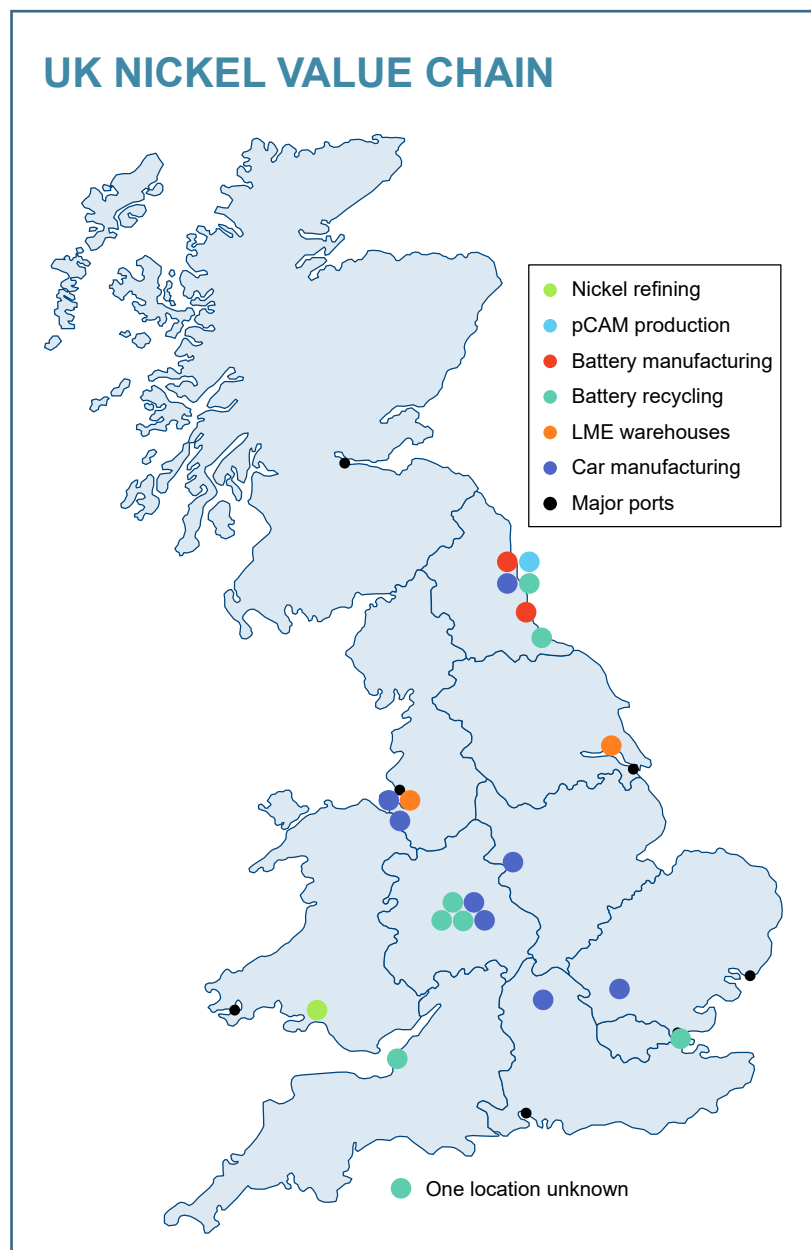 UK NICKEL VALUE CHAIN
Nickel refining
pCAM production
Battery manufacturing
Battery recycling
LME warehouses
Car manufacturing
Major ports
One location unknown